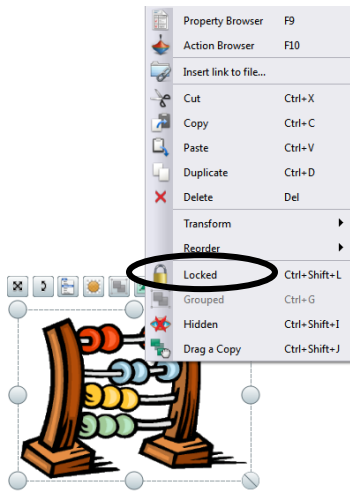 Property Browser F9
Action Browser F10
Insert link to file...
Cut Ctrl+X
Copy Ctrl+C
Paste Ctrl+V
Duplicate Ctrl+D
Delete Del
Transform
Reorder
Locked Ctrl+Shift+L
Grouped Ctrl+G
Hidden Ctrl+Shift+I
Drag a Copy Ctrl+Shift+J